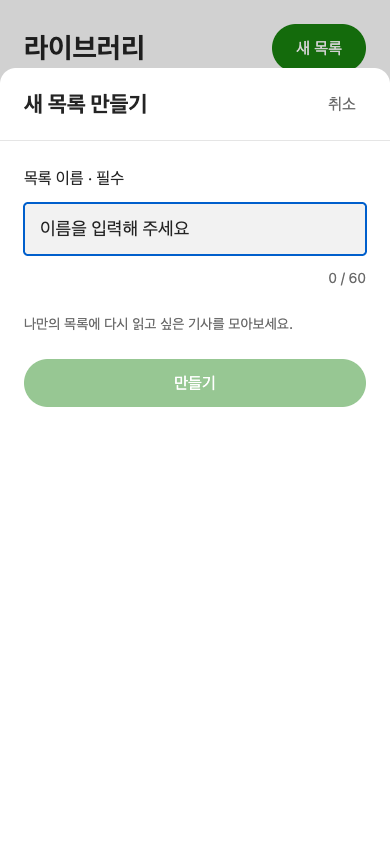 라이브러리
새 목록
새 목록 만들기
취소
목록 이름 · 필수
이름을 입력해 주세요
0 / 60
나만의 목록에 다시 읽고 싶은 기사를 모아보세요.
만들기